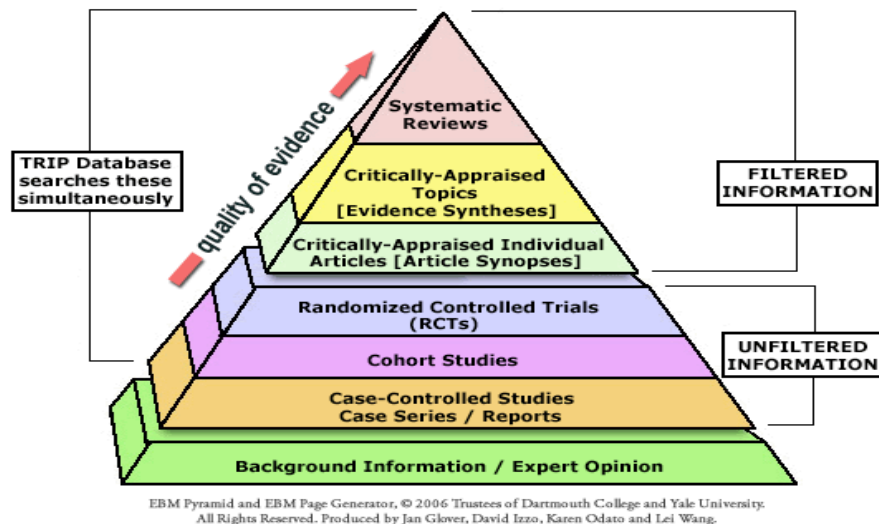 Systematic
Reviews
TRIP Database
searches these
simultaneously
quality of evidence
Critically-Appraised
Topics
[Evidence Syntheses]
FILTERED
INFORMATION
Critically-Appraised Individual
Articles [Article Synopses]
Randomized Controlled Trials
(RCTs)
UNFILTERED
INFORMATION
Cohort Studies
Case-Controlled Studies
Case Series / Reports
Background Information / Expert Opinion
EBM Pyramid and EBM Page Generator, © 2006 Trustees of Dartmouth College and Yale University.
All Rights Reserved. Produced by Jan Glover, David Izzo, Karen Odato and Lei Wang.